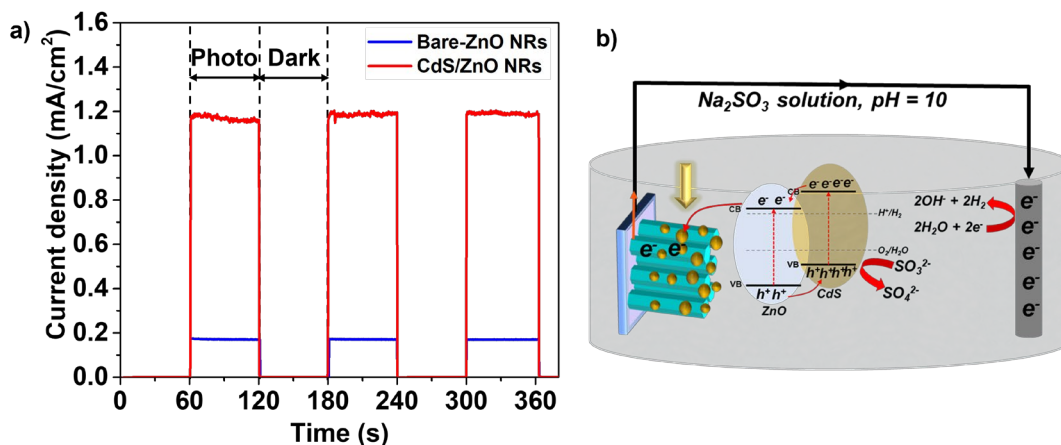 a)
Current density (mA/cm²)
1.6
1.4
1.2
1.0
0.8
0.6
0.4
0.2
0.0
Photo
Dark
Bare-ZnO NRs
CdS/ZnO NRs
0
60
120
180
240
300
360
Time (s)
b)
Na₂SO₃ solution, pH = 10
e⁻ e⁻
CB
e⁻ e⁻
CB
e⁻ e⁻ e⁻ e⁻
H⁺/H₂
O₂/H₂O
VB
h⁺ h⁺
ZnO
VB
h⁺h⁺h⁺h⁺
CdS
SO₃²⁻
SO₄²⁻
2OH⁻ + 2H₂
2H₂O + 2e⁻
e⁻
e⁻
e⁻
e⁻
e⁻